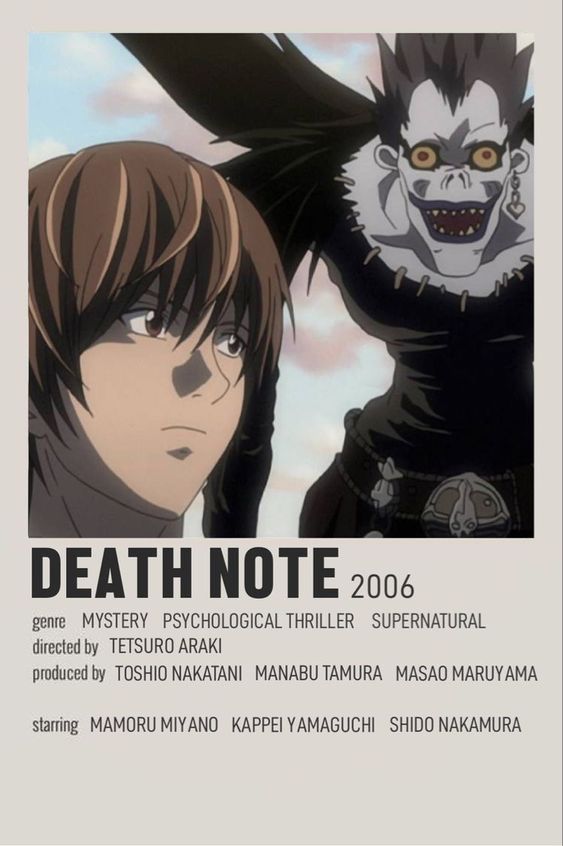 DEATH NOTE 2006
genre MYSTERY PSYCHOLOGICAL THRILLER SUPERNATURAL
directed by TETSURO ARAKI
produced by TOSHIO NAKATANI MANABU TAMURA MASAO MARUYAMA
starring MAMORU MIYANO KAPPEI YAMAGUCHI SHIDO NAKAMURA